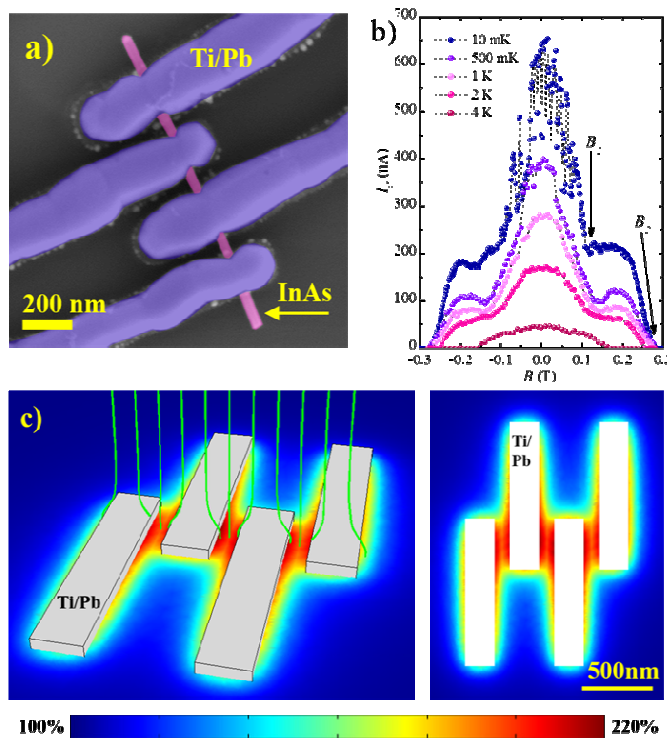 a)
Ti/Pb
InAs
200 nm
b)
10 mK
500 mK
1 K
2 K
4 K
700
600
500
400
300
200
100
0
-0.3 -0.2 -0.1 0.0 0.1 0.2 0.3
B (T)
c)
Ti/Pb
Ti/
Pb
500nm
100%
220%